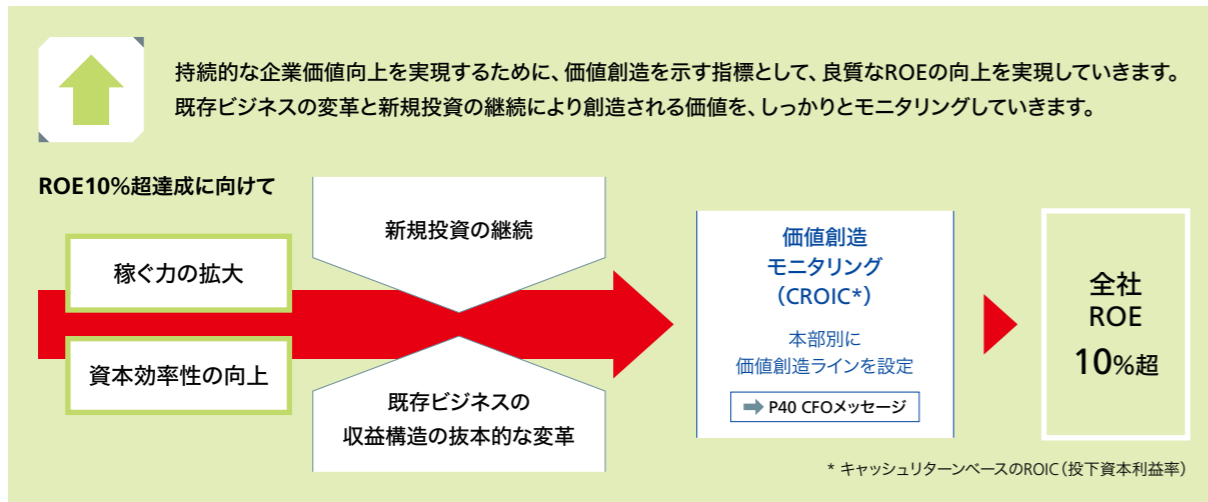 持続的な企業価値向上を実現するために、価値創造を示す指標として、良質なROEの向上を実現していきます。
既存ビジネスの変革と新規投資の継続により創造される価値を、しっかりとモニタリングしていきます。
ROE10%超達成に向けて
稼ぐ力の拡大
資本効率性の向上
新規投資の継続
既存ビジネスの
収益構造の抜本的な変革
価値創造
モニタリング
（CROIC*）
本部別に
価値創造ラインを設定
➡ P40 CFOメッセージ
全社
ROE
10%超
* キャッシュリターンベースのROIC（投下資本利益率）